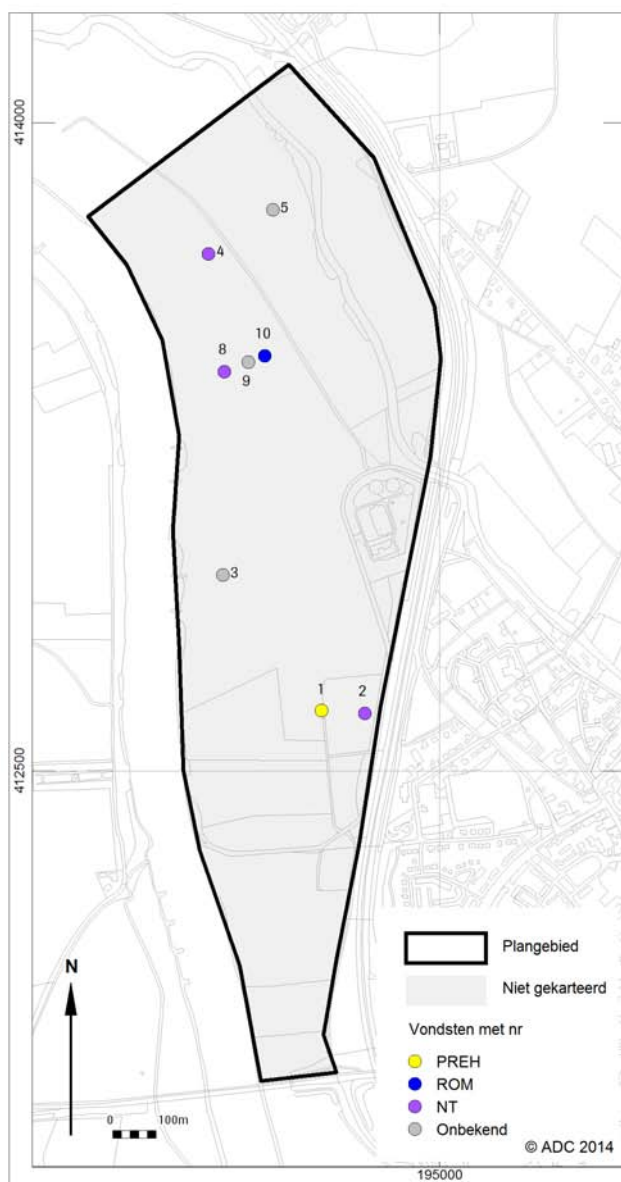 414000
5
4
10
8
9
3
1
2
412500
Plangebied
Niet gekarteerd
N
Vondsten met nr
PREH
ROM
NT
Onbekend
0 100m
© ADC 2014
195000